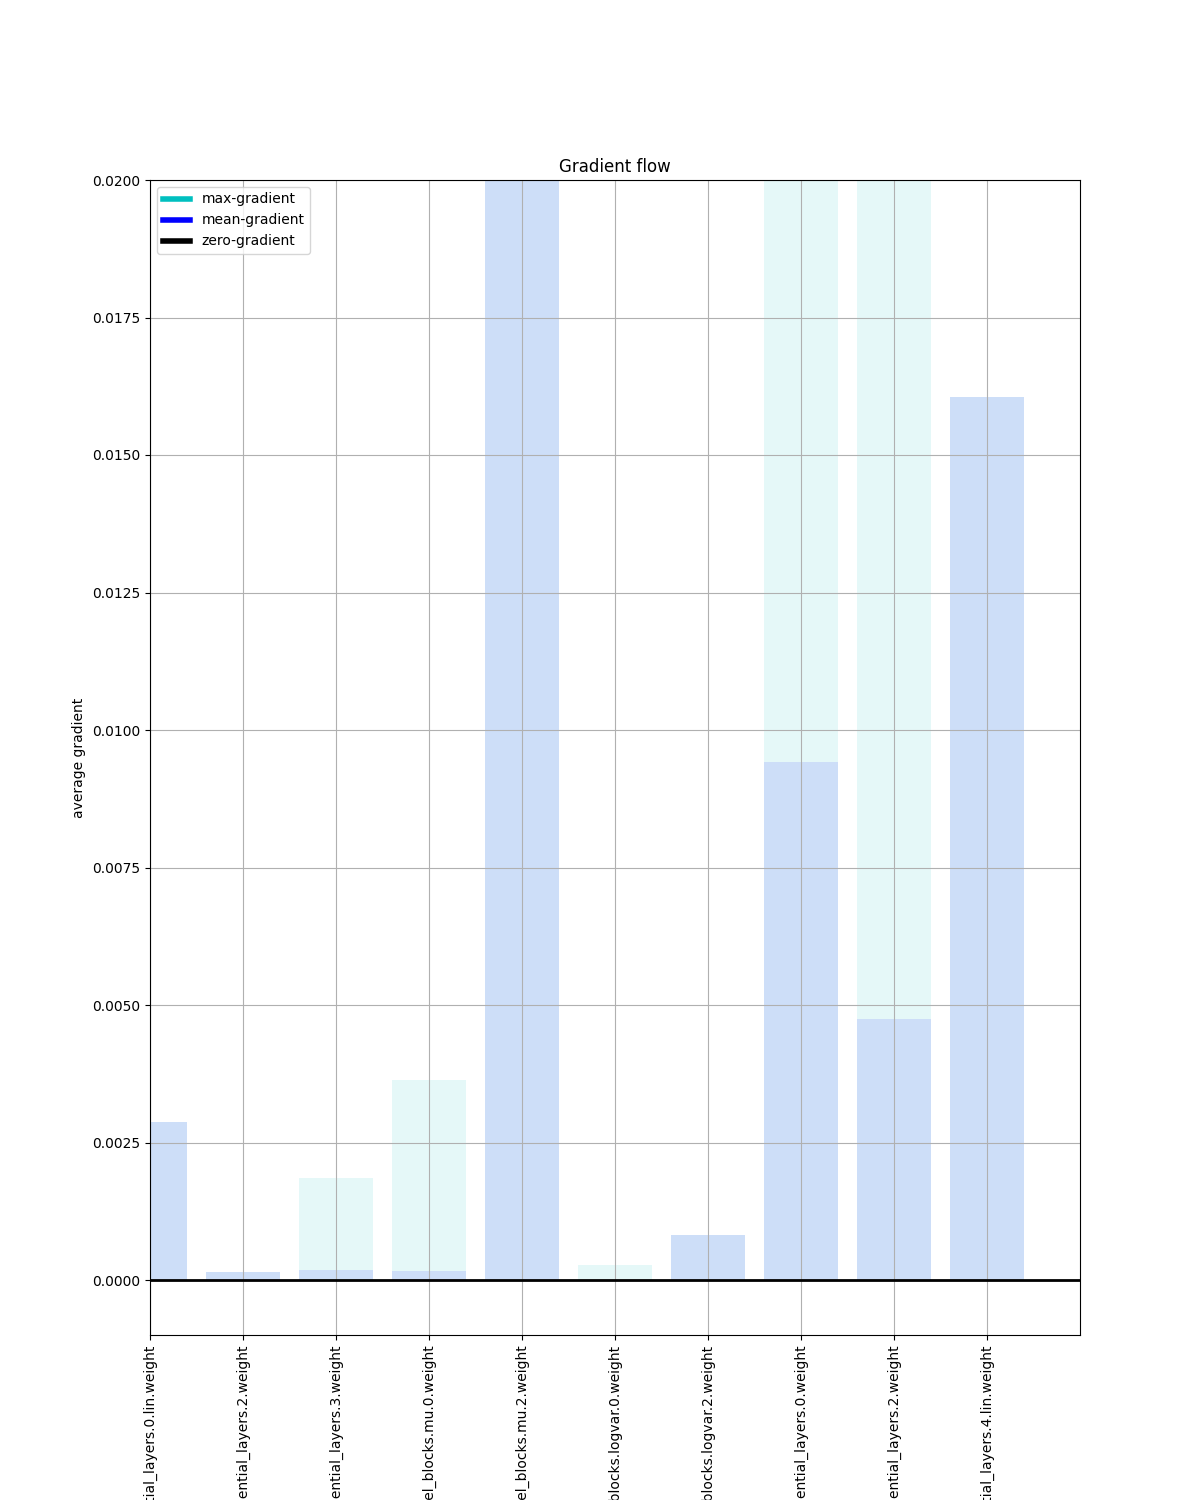 Gradient flow
max-gradient
mean-gradient
zero-gradient
0.0200
0.0175
0.0150
0.0125
0.0100
0.0075
0.0050
0.0025
0.0000
average gradient
tial_layers.0.lin.weight
ential_layers.2.weight
ential_layers.3.weight
el_blocks.mu.0.weight
el_blocks.mu.2.weight
blocks.logvar.0.weight
blocks.logvar.2.weight
ential_layers.0.weight
ential_layers.2.weight
tial_layers.4.lin.weight